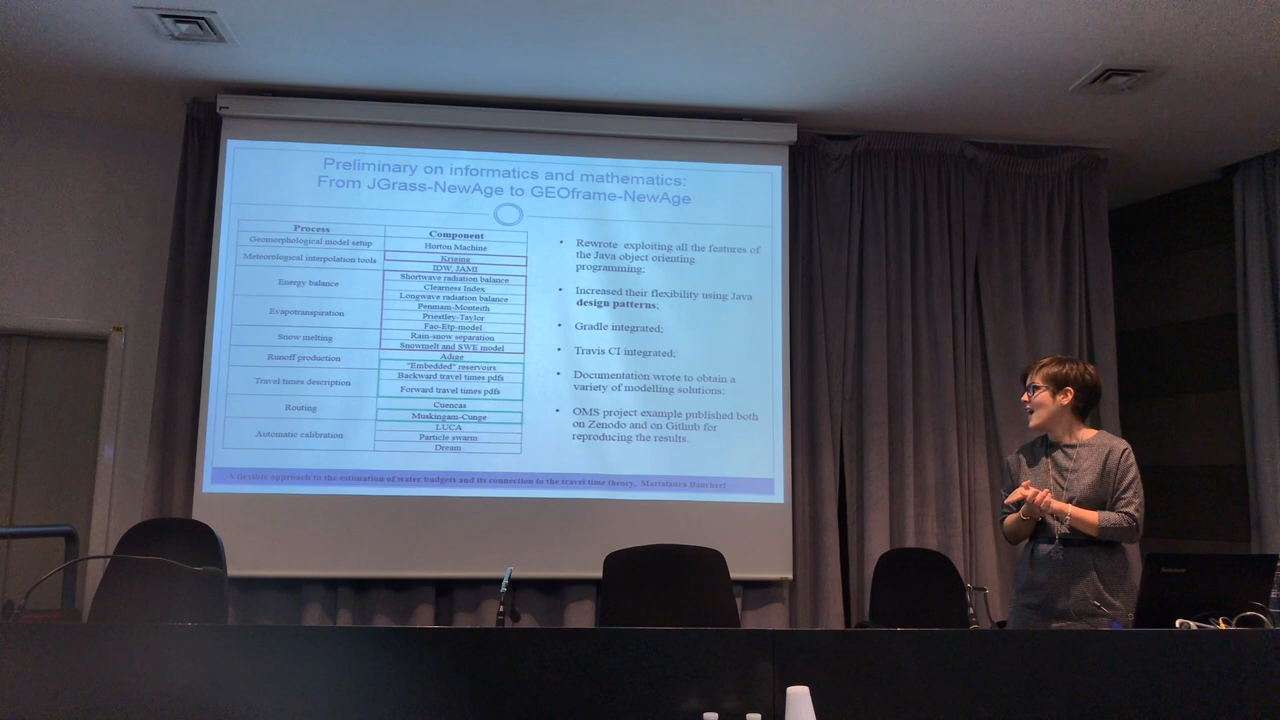 Preliminary on informatics and mathematics:
From JGrass-NewAge to GEOframe-NewAge
Process
Component
Geomorphological model setup
Horton Machine
Meteorological interpolation tools
Kriging
IDW, JAMI
Energy balance
Shortwave radiation balance
Clearness Index
Longwave radiation balance
Evapotranspiration
Penmam-Monteith
Priestley-Taylor
Fao-Etp-model
Snow melting
Rain-snow separation
Snowmelt and SWE model
Runoff production
Adige
"Embedded" reservours
Travel times description
Backward travel times pdfs
Forward travel times pdfs
Routing
Cuencas
Muskingam-Cunge
Automatic calibration
LUCA
Particle swarm
Dream
• Rewrote exploiting all the features of
the Java object orienting
programming;
• Increased their flexibility using Java
design patterns;
• Gradle integrated;
• Travis CI integrated;
• Documentation wrote to obtain a
variety of modelling solutions;
• OMS project example published both
on Zenodo and on Github for
reproducing the results.
A flexible approach to the estimation of water budgets and its connection to the travel time theory, Marialaura Bancheri
lenovo